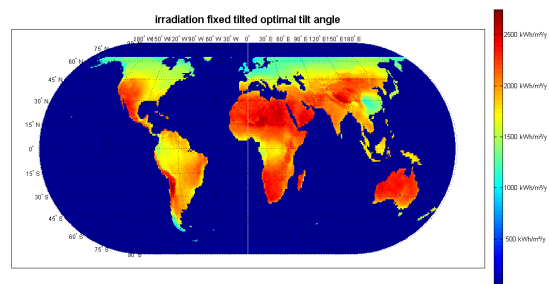 irradiation fixed tilted optimal tilt angle
2500 kWh/m²/y
2000 kWh/m²/y
1500 kWh/m²/y
1000 kWh/m²/y
500 kWh/m²/y
75° N
60° N
45° N
30° N
15° N
0°
15° S
30° S
45° S
60° S
75° S
90° S
30° W 0° 30° E 60° E 90° E 120° E 150° E 180° E